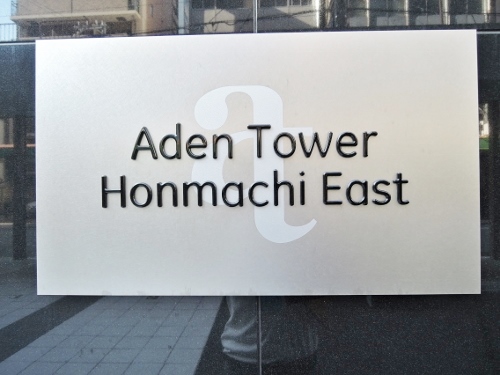 a
Aden Tower
Honmachi East